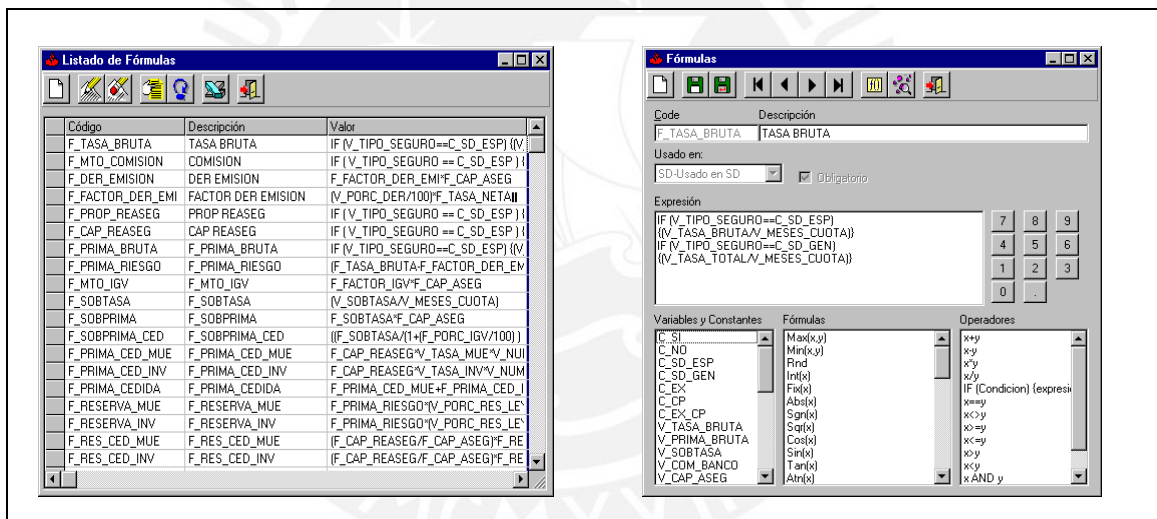 Listado de Fórmulas
Código Descripción Valor
F_TASA_BRUTA TASA BRUTA IF (V_TIPO_SEGURO==C_SD_ESP) {(V_
F_MTO_COMISION COMISION IF ( V_TIPO_SEGURO == C_SD_ESP ) {
F_DER_EMISION DER EMISION F_FACTOR_DER_EMI*F_CAP_ASEG
F_FACTOR_DER_EMI FACTOR DER EMISION (V_PORC_DER/100)*F_TASA_NETA
F_PROP_REASEG PROP REASEG IF ( V_TIPO_SEGURO == C_SD_ESP ) {
F_CAP_REASEG CAP REASEG IF ( V_TIPO_SEGURO == C_SD_ESP ) {
F_PRIMA_BRUTA F_PRIMA_BRUTA IF (V_TIPO_SEGURO==C_SD_ESP) {(V_
F_PRIMA_RIESGO F_PRIMA_RIESGO (F_TASA_BRUTA-F_FACTOR_DER_EM
F_MTO_IGV F_MTO_IGV F_FACTOR_IGV*F_CAP_ASEG
F_SOBTASA F_SOBTASA (V_SOBTASA/V_MESES_CUOTA)
F_SOBPRIMA F_SOBPRIMA F_SOBTASA*F_CAP_ASEG
F_SOBPRIMA_CED F_SOBPRIMA_CED ((F_SOBTASA/(1+(F_PORC_IGV/100) )
F_PRIMA_CED_MUE F_PRIMA_CED_MUE F_CAP_REASEG*V_TASA_MUE*V_NUI
F_PRIMA_CED_INV F_PRIMA_CED_INV F_CAP_REASEG*V_TASA_INV*V_NUM
F_PRIMA_CEDIDA F_PRIMA_CEDIDA F_PRIMA_CED_MUE+F_PRIMA_CED_I
F_RESERVA_MUE F_RESERVA_MUE F_PRIMA_RIESGO*(V_PORC_RES_LE
F_RESERVA_INV F_RESERVA_INV F_PRIMA_RIESGO*(V_PORC_RES_LE
F_RES_CED_MUE F_RES_CED_MUE (F_CAP_REASEG/F_CAP_ASEG)*F_RE
F_RES_CED_INV F_RES_CED_INV (F_CAP_REASEG/F_CAP_ASEG)*F_RE
Fórmulas
Code Descripción
F_TASA_BRUTA TASA BRUTA
Usado en:
SD-Usado en SD Obligatorio
Expresión
IF (V_TIPO_SEGURO==C_SD_ESP)
{(V_TASA_BRUTA/V_MESES_CUOTA)}
IF (V_TIPO_SEGURO==C_SD_GEN)
{(V_TASA_TOTAL/V_MESES_CUOTA)}
7 8 9
4 5 6
1 2 3
0 .
Variables y Constantes Fórmulas Operadores
C_SI Max(x,y) x+y
C_NO Min(x,y) x-y
C_SD_ESP Rnd x*y
C_SD_GEN Int(x) x/y
C_EX Fix(x) IF (Condicion) {expresi
C_CP Abs(x) x==y
C_EX_CP Sgn(x) x<>y
V_TASA_BRUTA Sqr(x) x>=y
V_PRIMA_BRUTA Cos(x) x<=y
V_SOBTASA Sin(x) x>y
V_COM_BANCO Tan(x) x<y
V_CAP_ASEG Atn(x) x AND y